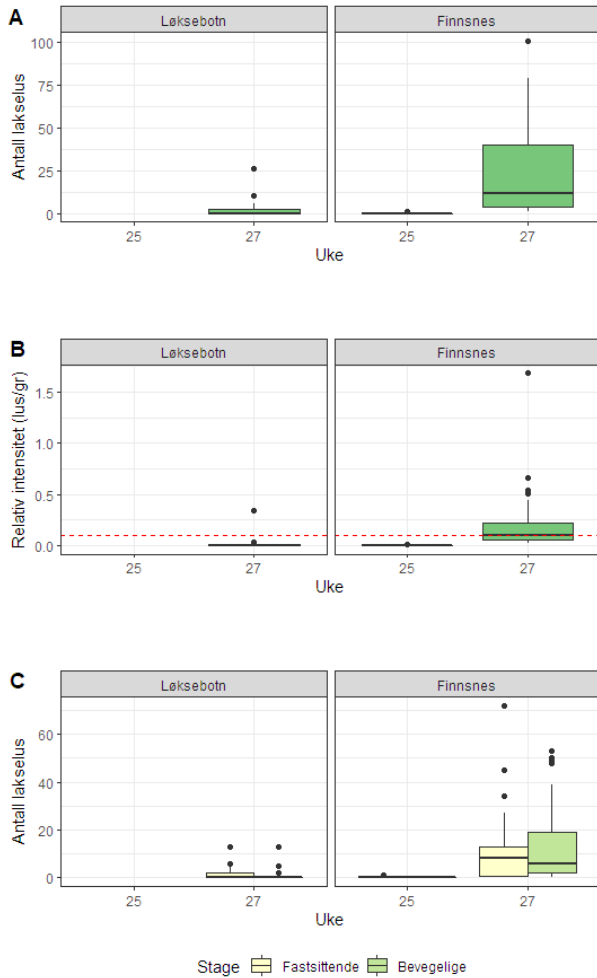 A
Løksebotn Finnsnes
Antall lakselus
100
75
50
25
0
25 27 25 27
Uke
B
Løksebotn Finnsnes
Relativ intensitet (lus/gr)
1.5
1.0
0.5
0.0
25 27 25 27
Uke
C
Løksebotn Finnsnes
Antall lakselus
60
40
20
0
25 27 25 27
Uke
Stage Fastsittende Bevegelige